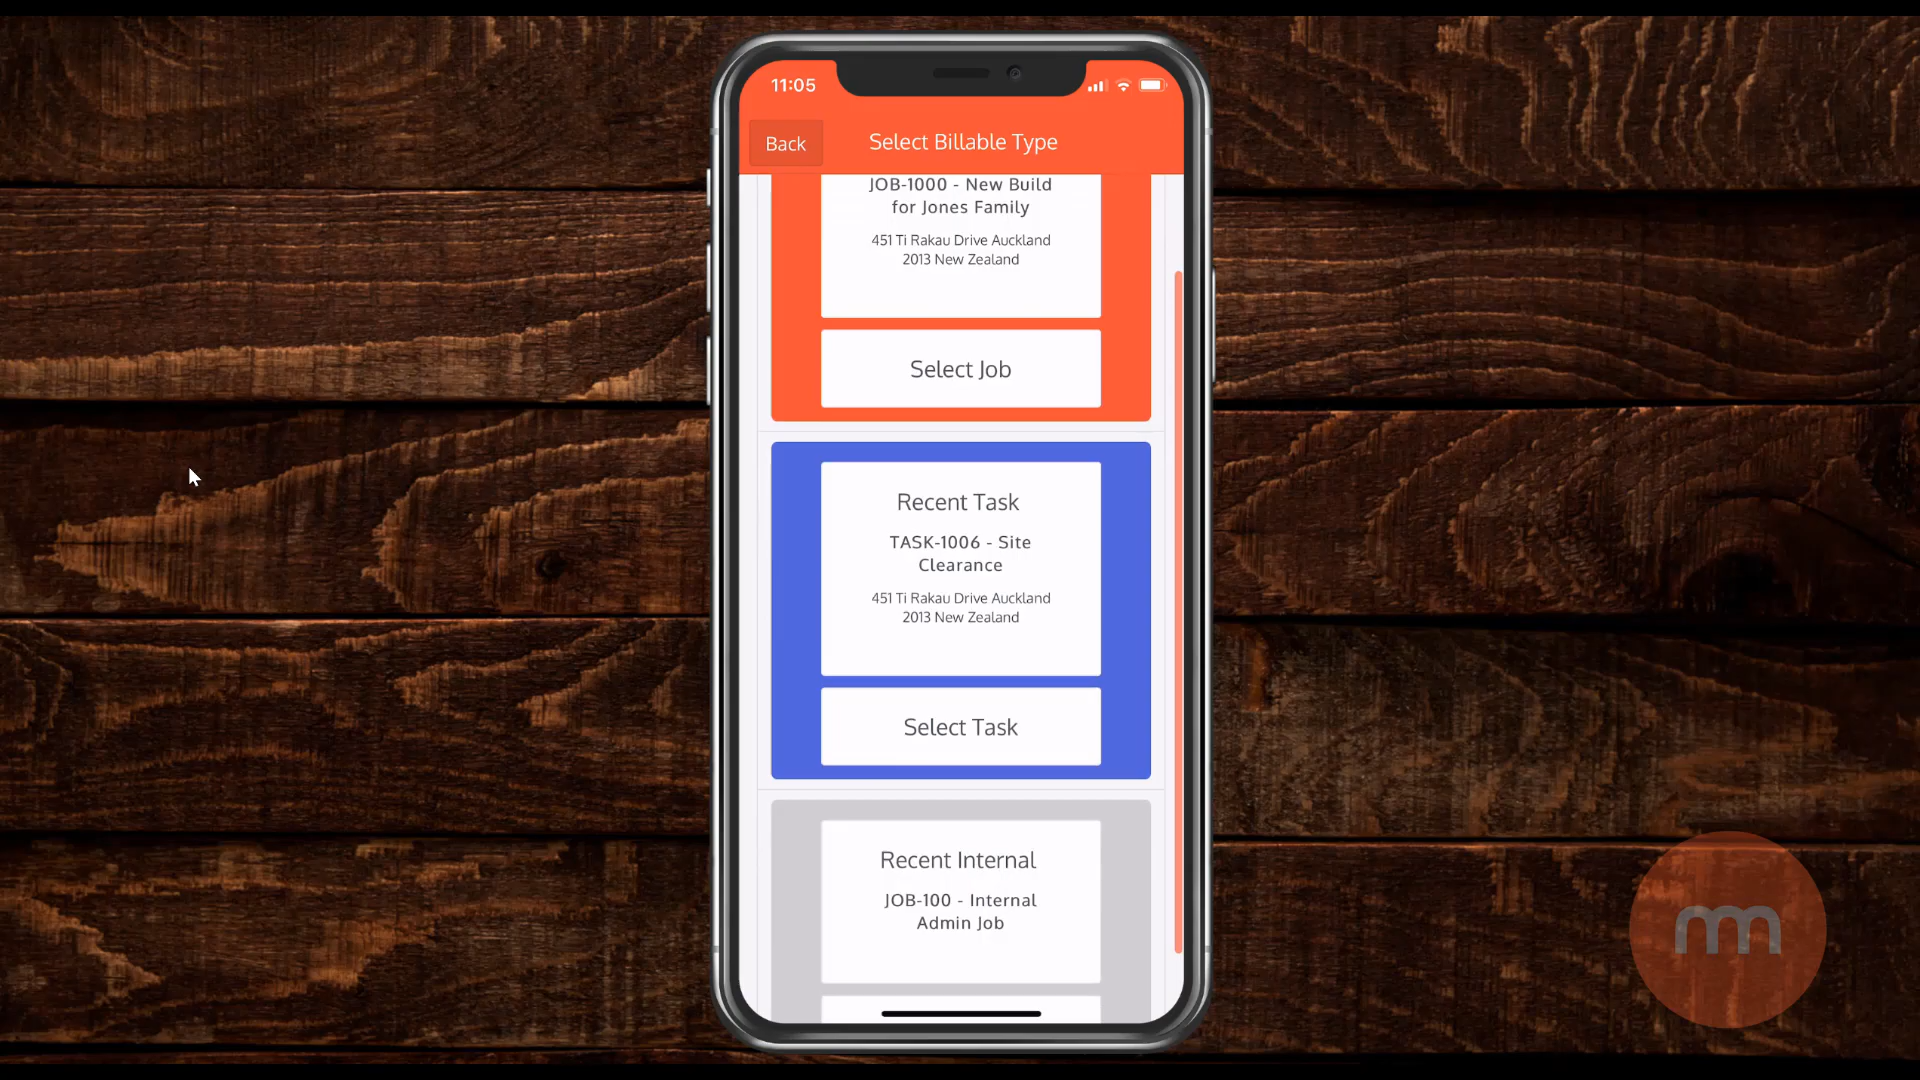 11:05
Back
Select Billable Type
JOB-1000 - New Build
for Jones Family
451 Ti Rakau Drive Auckland
2013 New Zealand
Select Job
Recent Task
TASK-1006 - Site
Clearance
451 Ti Rakau Drive Auckland
2013 New Zealand
Select Task
Recent Internal
JOB-100 - Internal
Admin Job
m